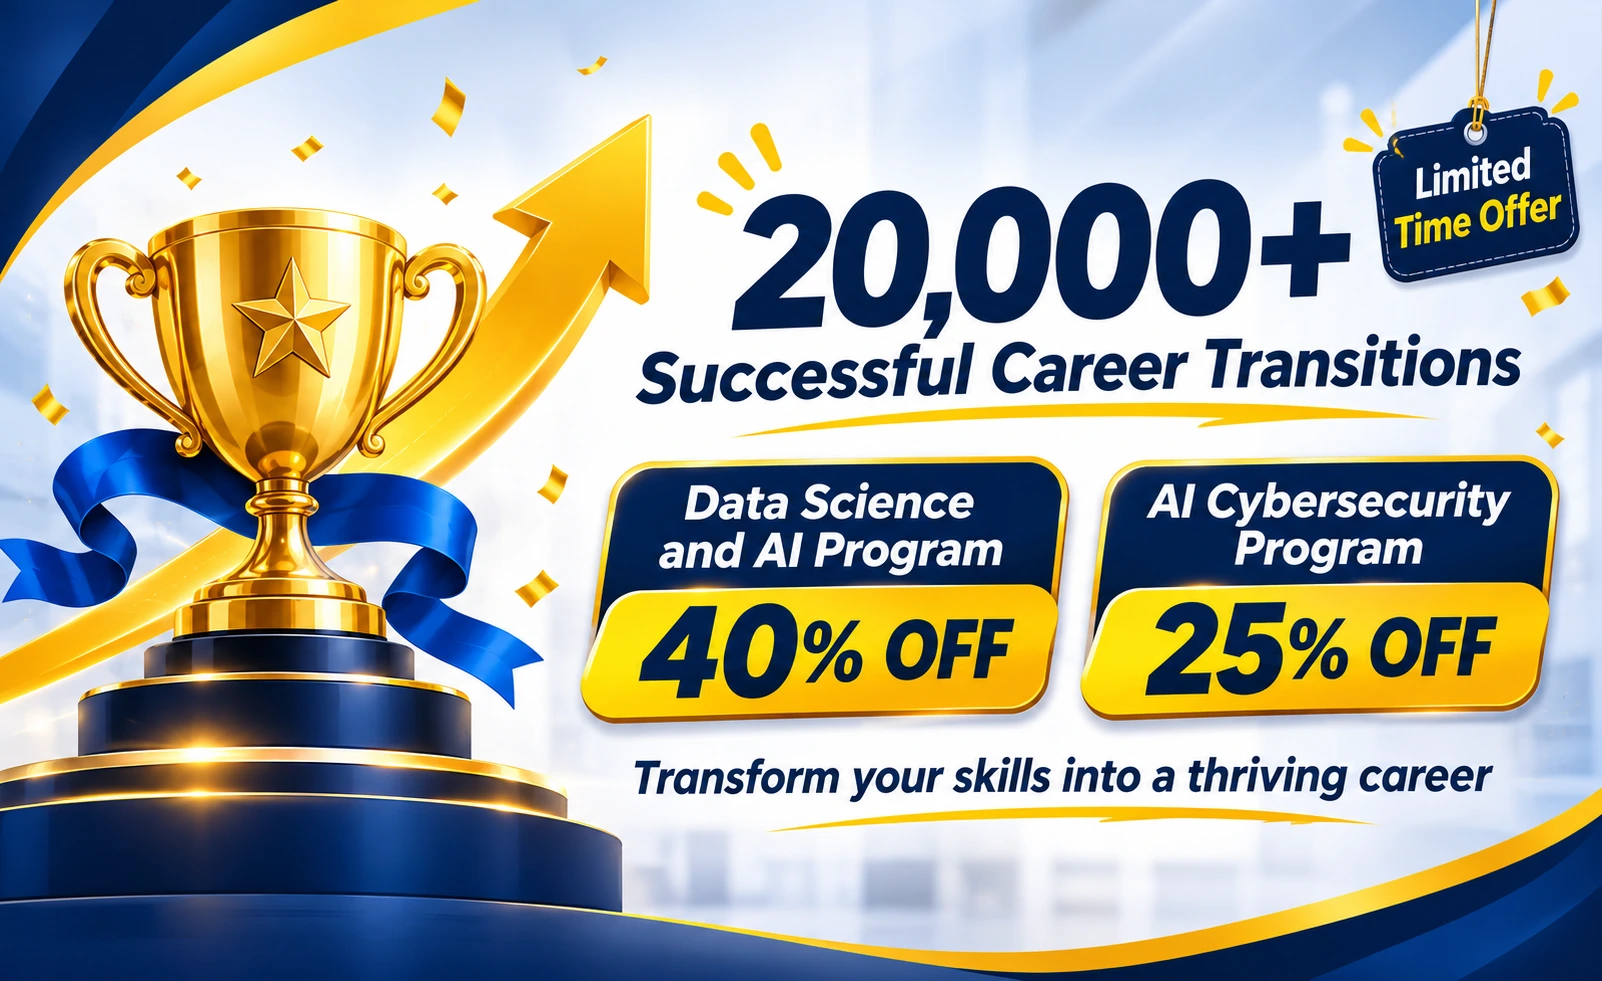 20,000+
Successful Career Transitions
Limited
Time Offer
Data Science
and AI Program
40% OFF
AI Cybersecurity
Program
25% OFF
Transform your skills into a thriving career